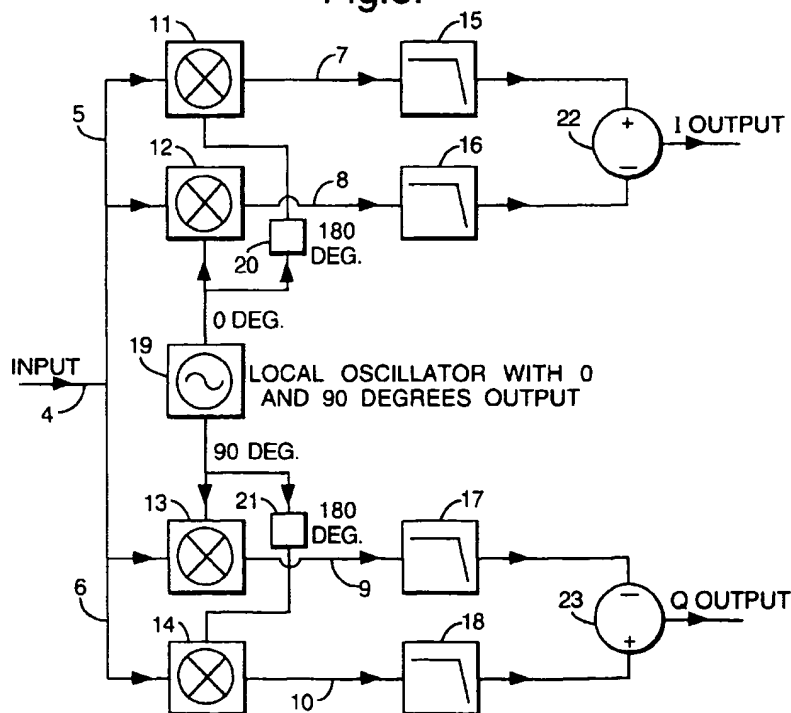 Fig.3.
11
15
7
5
22
+
−
I OUTPUT
12
16
8
20
180
DEG.
0 DEG.
19
INPUT
4
LOCAL OSCILLATOR WITH 0
AND 90 DEGREES OUTPUT
90 DEG.
13
21
180
DEG.
17
9
6
23
−
+
Q OUTPUT
14
18
10